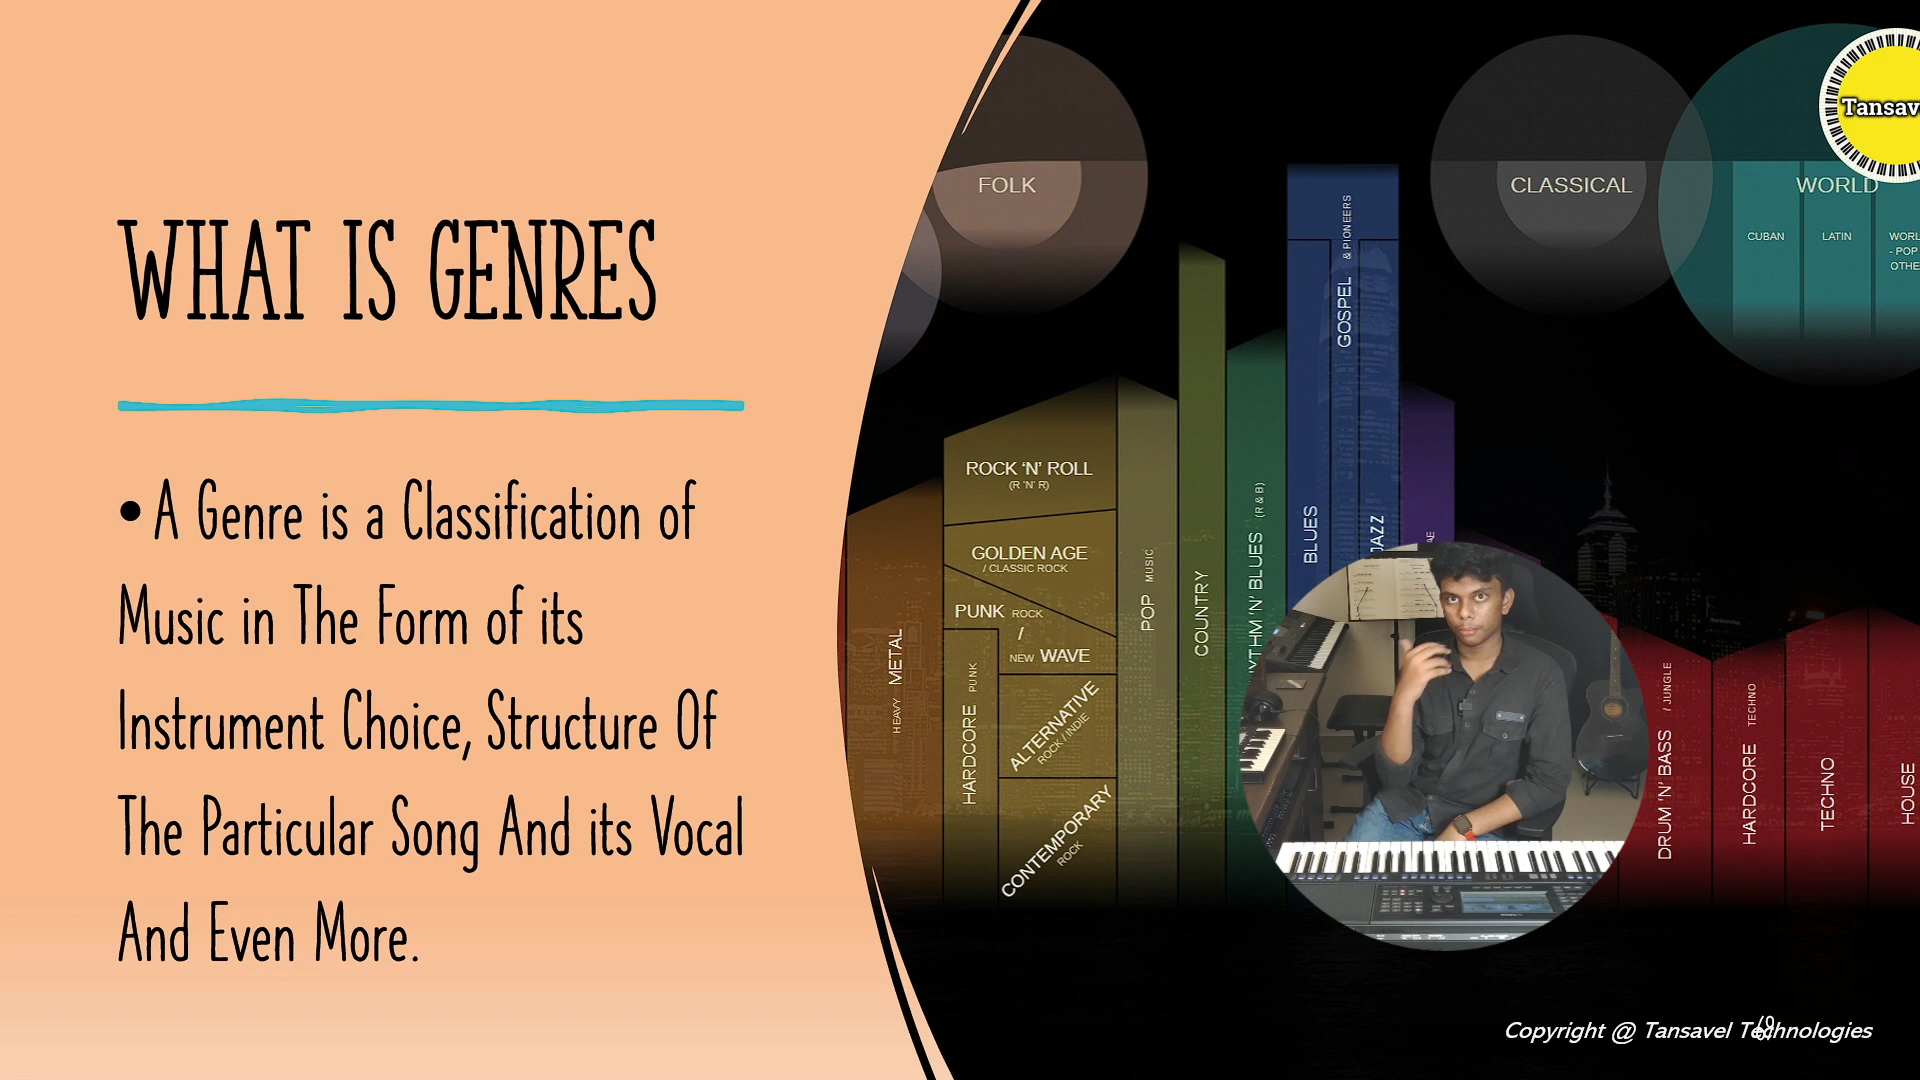 WHAT IS GENRES
• A Genre is a Classification of
Music in The Form of its
Instrument Choice, Structure Of
The Particular Song And its Vocal
And Even More.
FOLK
CLASSICAL
WORLD
CUBAN
LATIN
- POP
ROCK 'N' ROLL
(R 'N' R)
GOLDEN AGE
/ CLASSIC ROCK
PUNK ROCK
/
NEW WAVE
HEAVY METAL
HARDCORE PUNK
ALTERNATIVE
ROCK / INDIE
CONTEMPORARY
ROCK
POP MUSIC
COUNTRY
'N' BLUES (R & B)
BLUES
GOSPEL & PIONEERS
JAZZ
DRUM 'N' BASS / JUNGLE
HARDCORE TECHNO
TECHNO
HOUSE
Copyright @ Tansavel Technologies